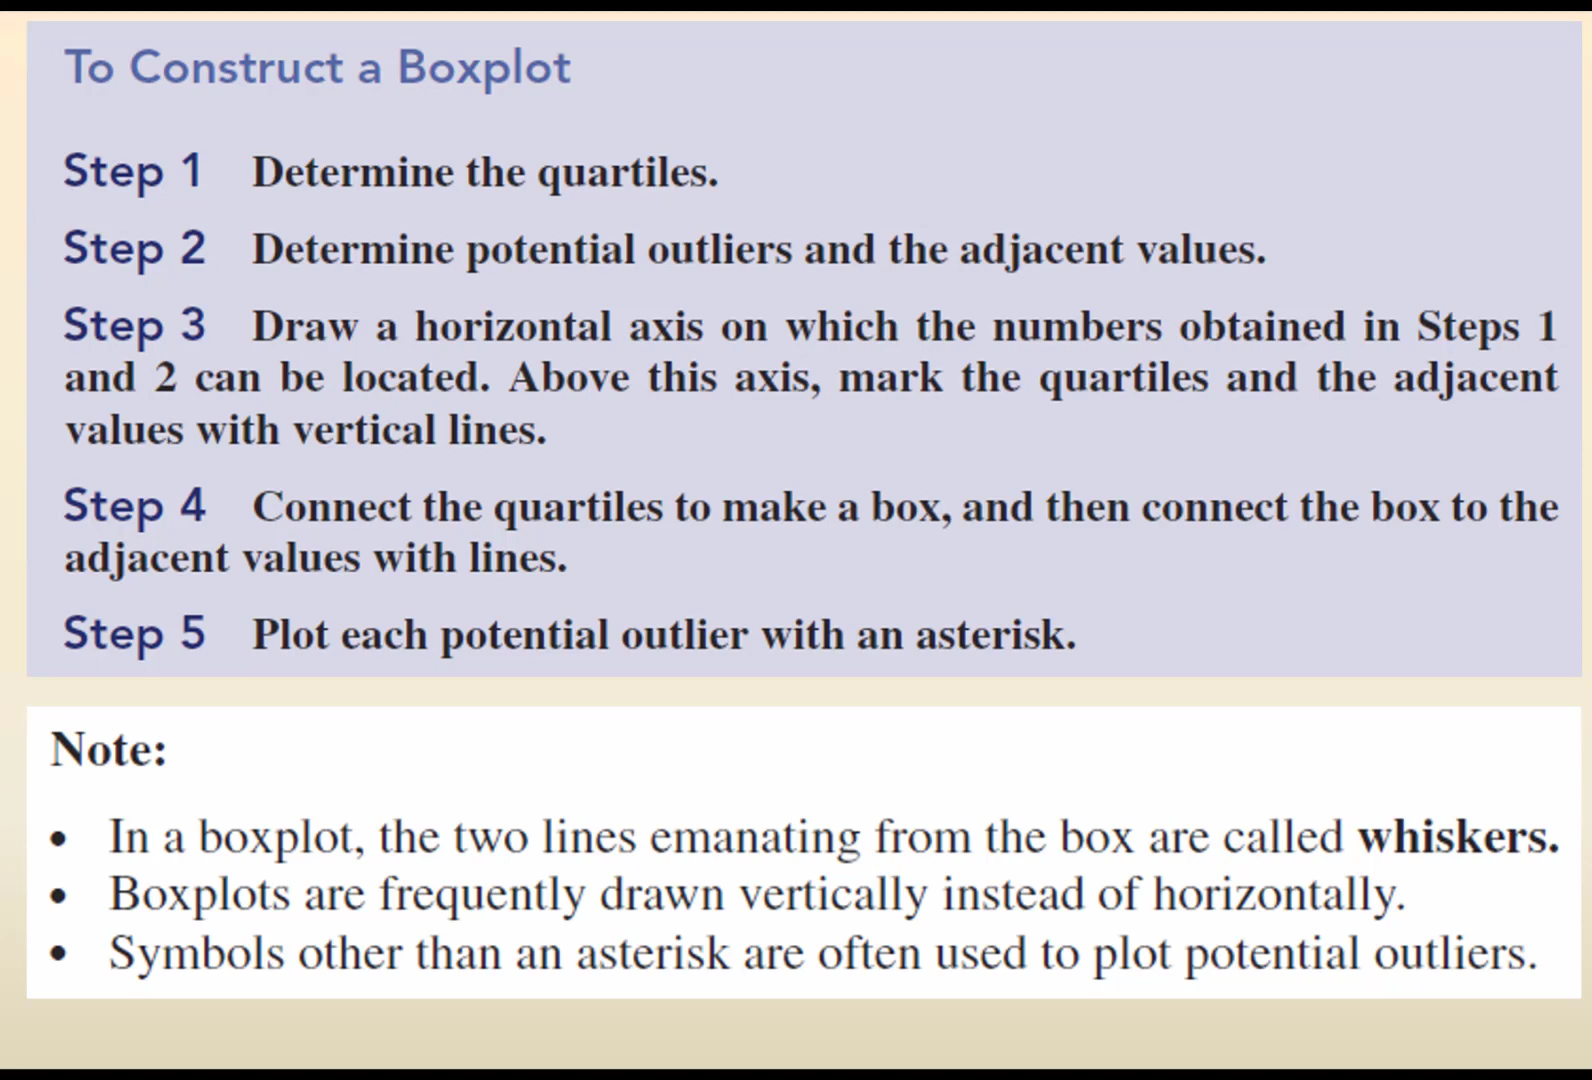 To Construct a Boxplot
Step 1 Determine the quartiles.
Step 2 Determine potential outliers and the adjacent values.
Step 3 Draw a horizontal axis on which the numbers obtained in Steps 1
and 2 can be located. Above this axis, mark the quartiles and the adjacent
values with vertical lines.
Step 4 Connect the quartiles to make a box, and then connect the box to the
adjacent values with lines.
Step 5 Plot each potential outlier with an asterisk.
Note:
• In a boxplot, the two lines emanating from the box are called whiskers.
• Boxplots are frequently drawn vertically instead of horizontally.
• Symbols other than an asterisk are often used to plot potential outliers.